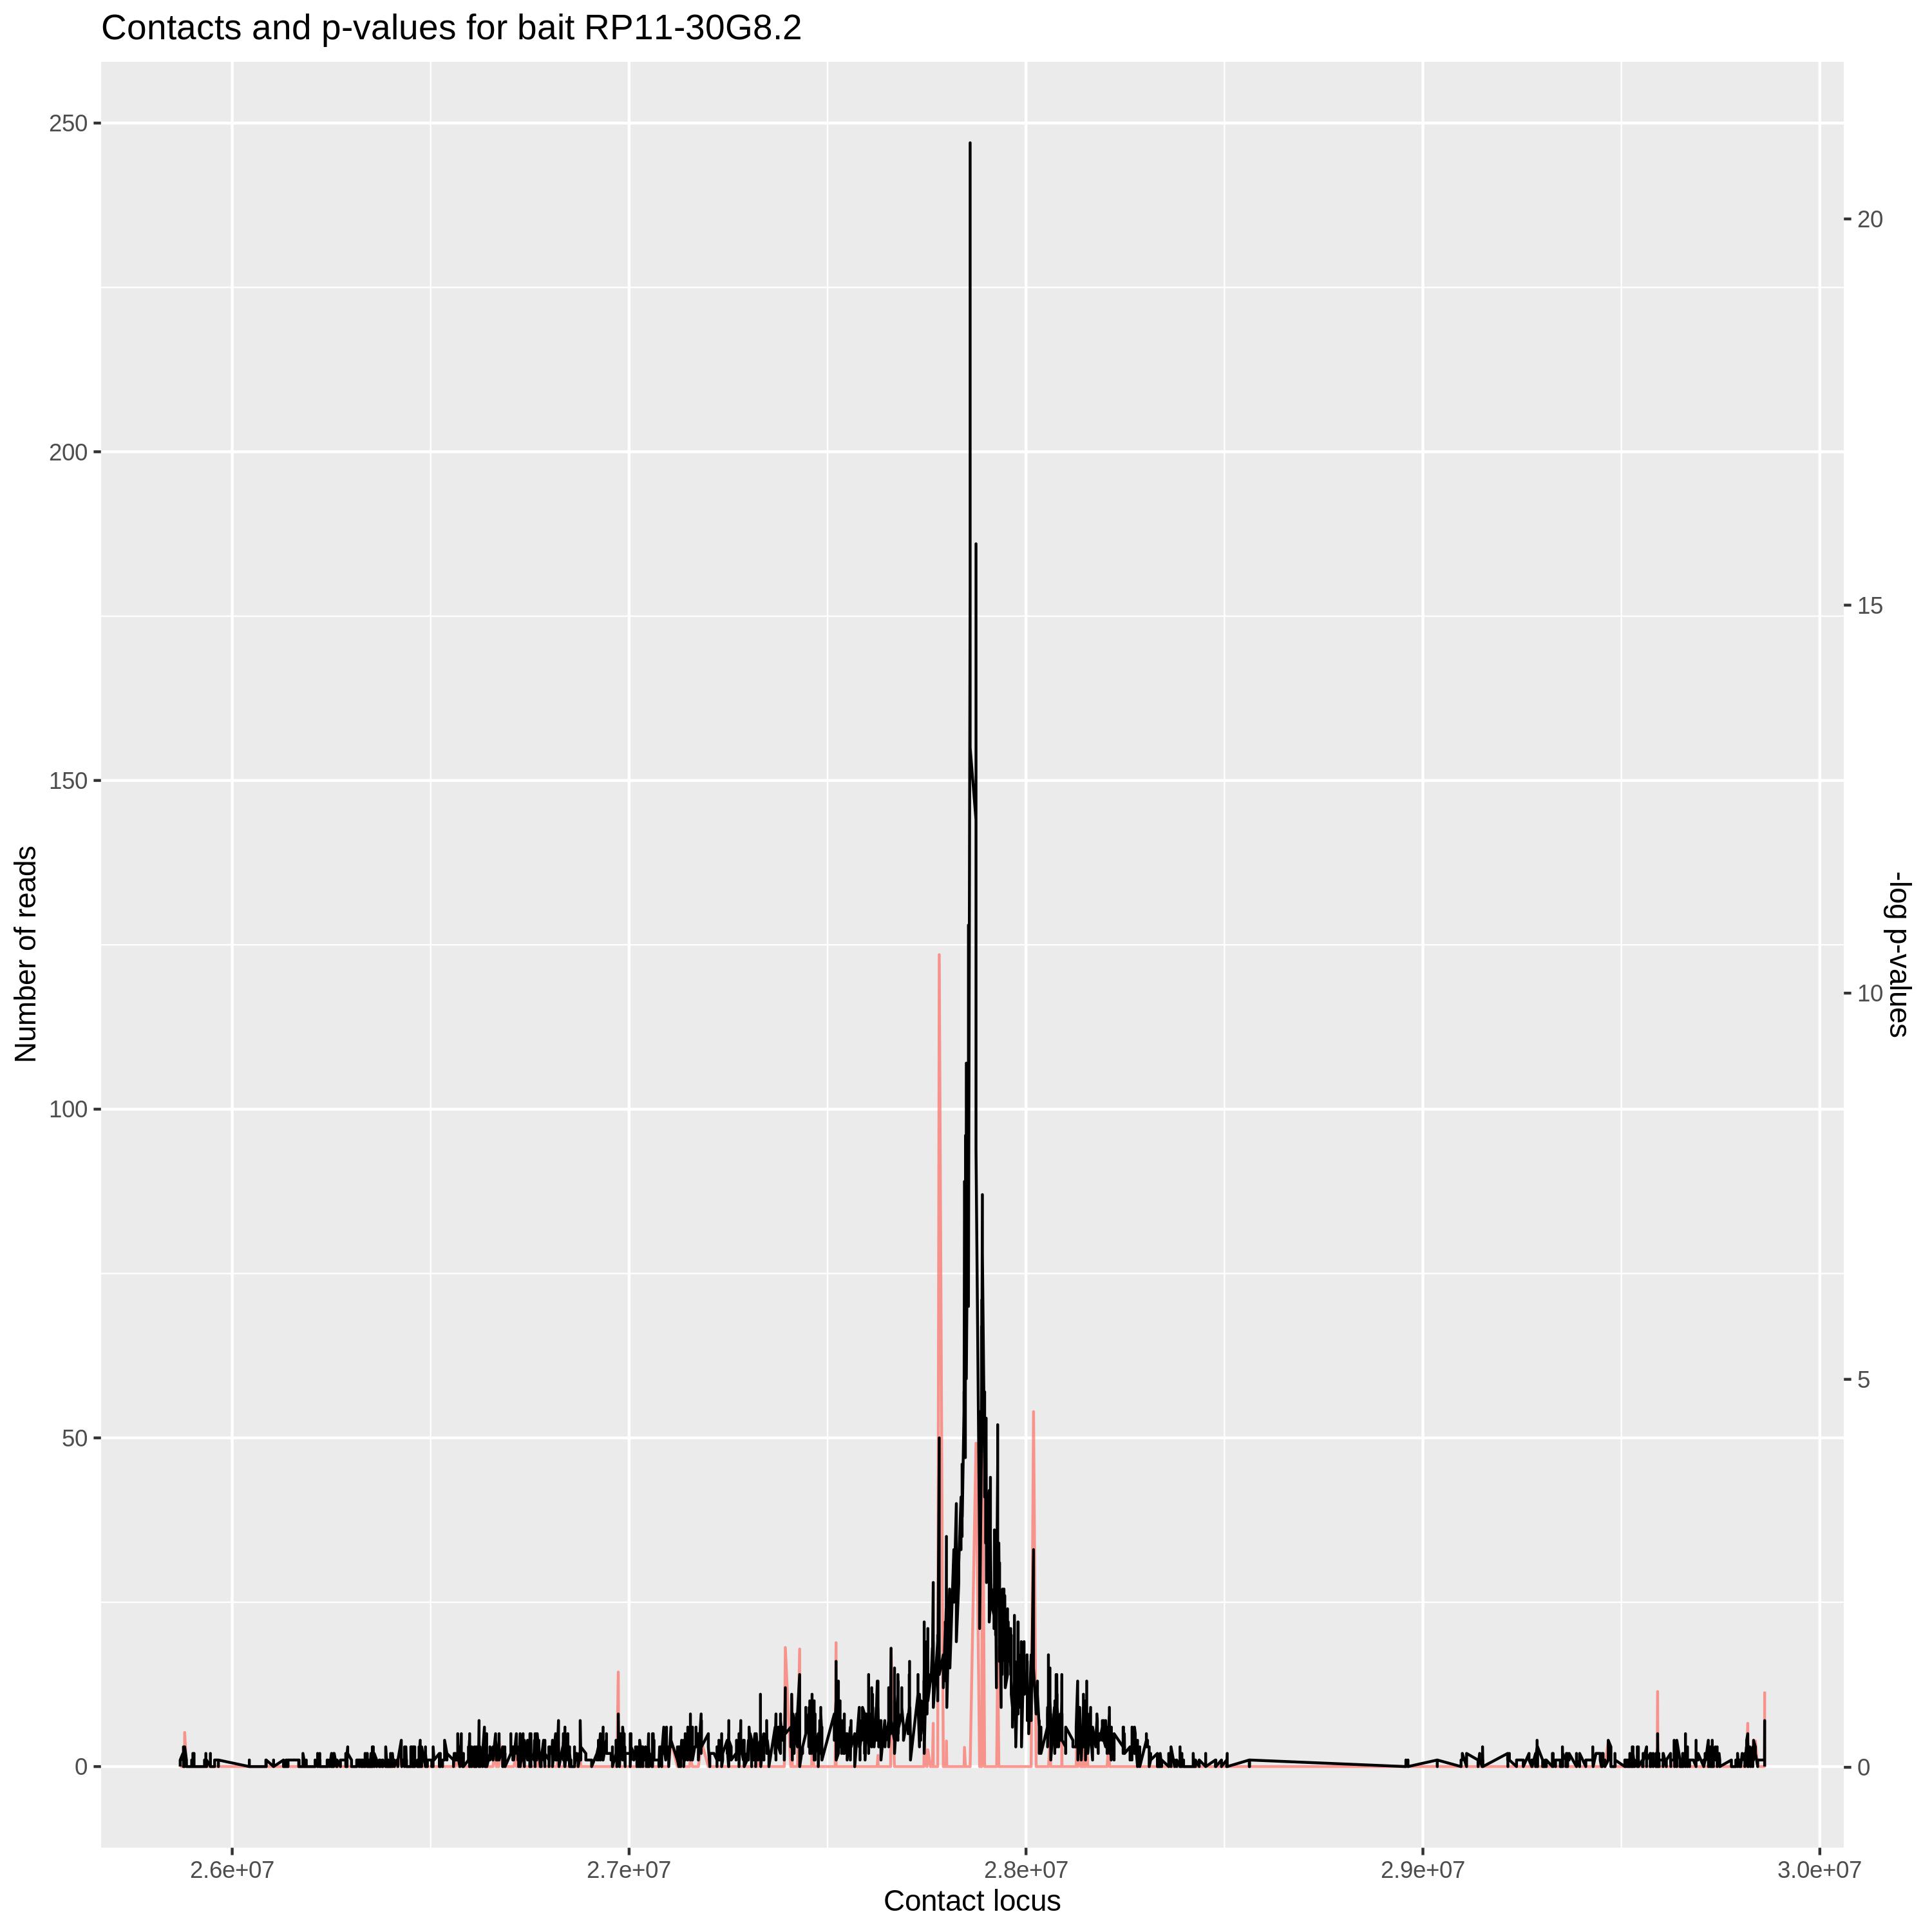 Contacts and p-values for bait RP11-30G8.2
250
200
150
100
50
0
Number of reads
20
15
10
5
0
-log p-values
2.6e+07 2.7e+07 2.8e+07 2.9e+07 3.0e+07
Contact locus